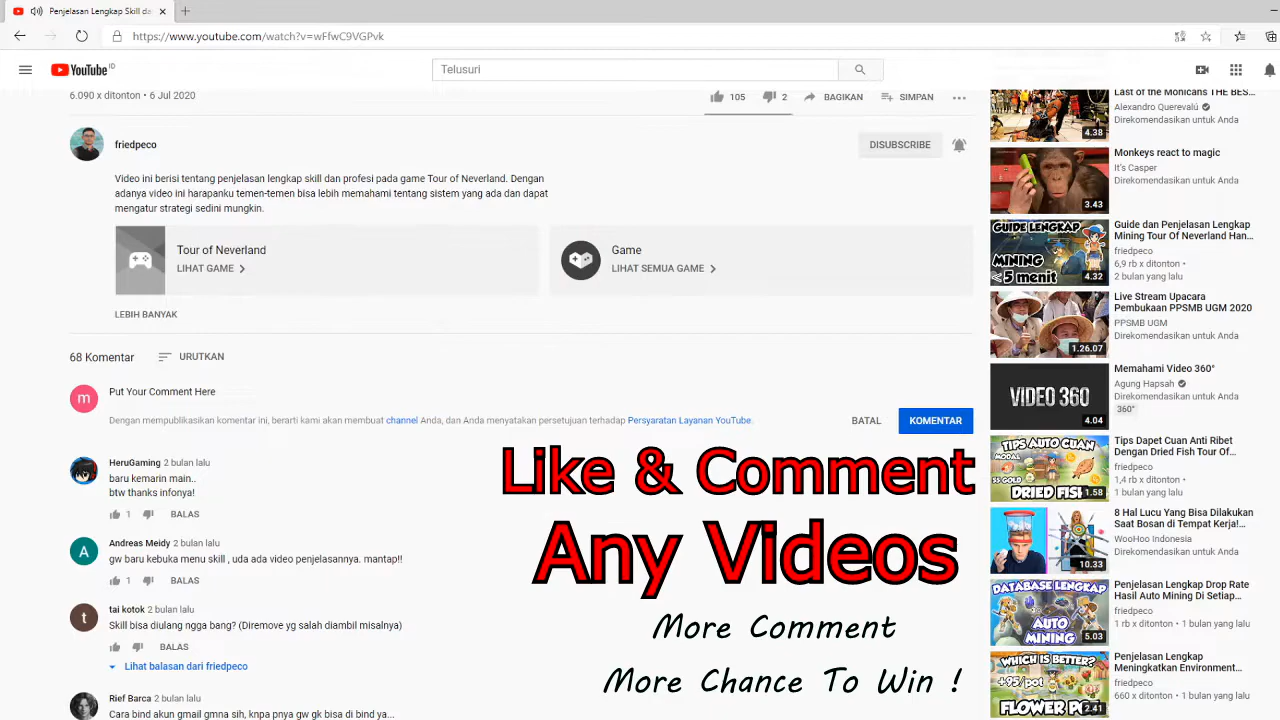 Penjelasan Lengkap Skill da
https://www.youtube.com/watch?v=wFfwC9VGPvk
YouTube ID
Telusuri
6.090 x ditonton • 6 Jul 2020
105
2
BAGIKAN
SIMPAN
friedpeco
DISUBSCRIBE
Video ini berisi tentang penjelasan lengkap skill dan profesi pada game Tour of Neverland. Dengan
adanya video ini harapanku temen-temen bisa lebih memahami tentang sistem yang ada dan dapat
mengatur strategi sedini mungkin.
Tour of Neverland
LIHAT GAME
Game
LIHAT SEMUA GAME
LEBIH BANYAK
68 Komentar
URUTKAN
m
Put Your Comment Here
Dengan mempublikasikan komentar ini, berarti kami akan membuat channel Anda, dan Anda menyatakan persetujuan terhadap Persyaratan Layanan YouTube.
BATAL
KOMENTAR
HeruGaming 2 bulan lalu
baru kemarin main..
btw thanks infonya!
1
BALAS
A
Andreas Meidy 2 bulan lalu
gw baru kebuka menu skill , uda ada video penjelasannya. mantap!!
1
BALAS
t
tai kotok 2 bulan lalu
Skill bisa diulang ngga bang? (Diremove yg salah diambil misalnya)
BALAS
Lihat balasan dari friedpeco
Rief Barca 2 bulan lalu
Cara bind akun gmail gmna sih, knpa pnya gw gk bisa di bind ya...
Like & Comment
Any Videos
More Comment
More Chance To Win !
Last of the Monicans THE BES...
Alexandro Querevalú
Direkomendasikan untuk Anda
4.38
Monkeys react to magic
It's Casper
Direkomendasikan untuk Anda
3.43
GUIDE LENGKAP
MINING
< 5 menit
4.32
Guide dan Penjelasan Lengkap
Mining Tour Of Neverland Han...
friedpeco
6,9 rb x ditonton •
2 bulan yang lalu
1.26.07
Live Stream Upacara
Pembukaan PPSMB UGM 2020
PPSMB UGM
VIDEO 360
4.04
Memahami Video 360°
Agung Hapsah
Direkomendasikan untuk Anda
360°
TIPS AUTO CUAN
MODAL
35 GOLD
DRIED FISH
1.58
Tips Dapet Cuan Anti Ribet
Dengan Dried Fish Tour Of...
friedpeco
1,4 rb x ditonton •
1 bulan yang lalu
10.33
8 Hal Lucu Yang Bisa Dilakukan
Saat Bosan di Tempat Kerja!...
WooHoo Indonesia
Direkomendasikan untuk Anda
DATABASE LENGKAP
AUTO
MINING
5.03
Penjelasan Lengkap Drop Rate
Hasil Auto Mining Di Setiap...
friedpeco
1 rb x ditonton • 1 bulan yang lalu
WHICH IS BETTER?
+95/pot
FLOWER POT
2.41
Penjelasan Lengkap
Meningkatkan Environment...
friedpeco
660 x ditonton • 1 bulan yang lalu